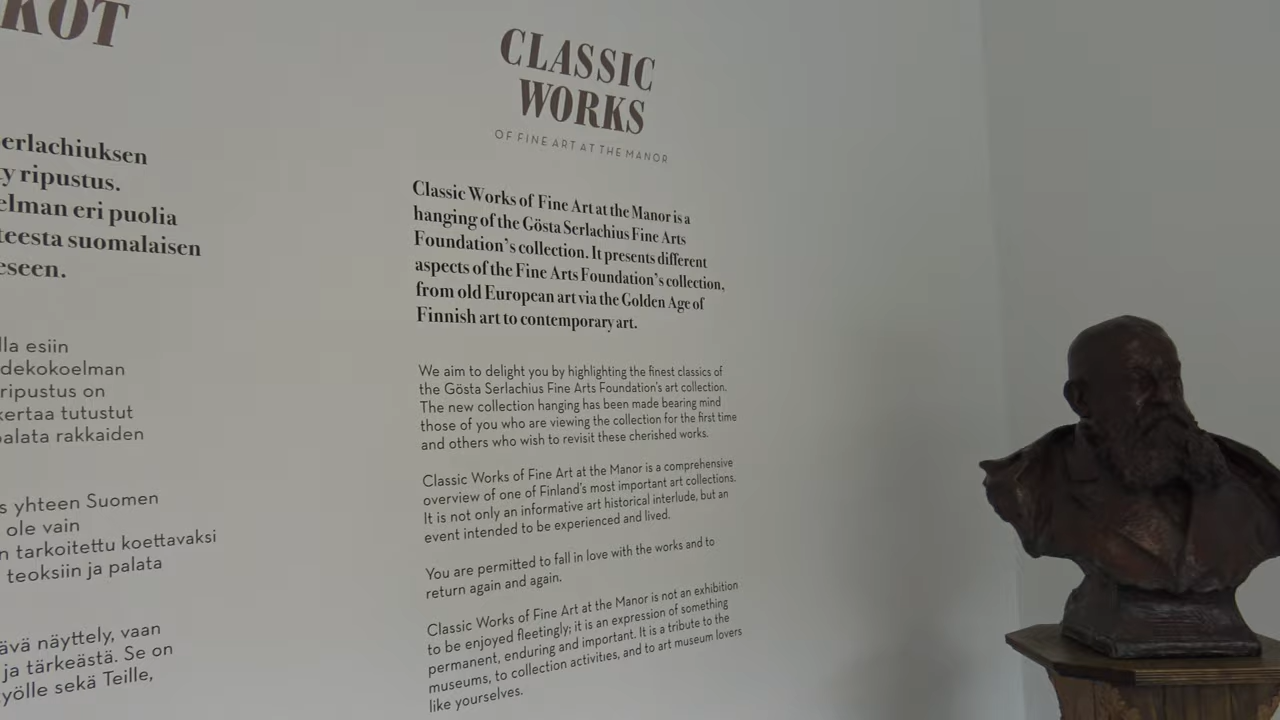 KOT
erlachiuksen
y ripustus.
elman eri puolia
teesta suomalaisen
eseen.
lla esiin
dekokoelman
ripustus on
kertaa tutustut
palata rakkaiden
s yhteen Suomen
ole vain
n tarkoitettu koettavaksi
teoksiin ja palata
ävä näyttely, vaan
ja tärkeästä. Se on
yölle sekä Teille,
CLASSIC
WORKS
OF FINE ART AT THE MANOR
Classic Works of Fine Art at the Manor is a
hanging of the Gösta Serlachius Fine Arts
Foundation's collection. It presents different
aspects of the Fine Arts Foundation's collection,
from old European art via the Golden Age of
Finnish art to contemporary art.
We aim to delight you by highlighting the finest classics of
the Gösta Serlachius Fine Arts Foundation's art collection.
The new collection hanging has been made bearing mind
those of you who are viewing the collection for the first time
and others who wish to revisit these cherished works.
Classic Works of Fine Art at the Manor is a comprehensive
overview of one of Finland's most important art collections.
It is not only an informative art historical interlude, but an
event intended to be experienced and lived.
You are permitted to fall in love with the works and to
return again and again.
Classic Works of Fine Art at the Manor is not an exhibition
to be enjoyed fleetingly; it is an expression of something
permanent, enduring and important. It is a tribute to the
museums, to collection activities, and to art museum lovers
like yourselves.